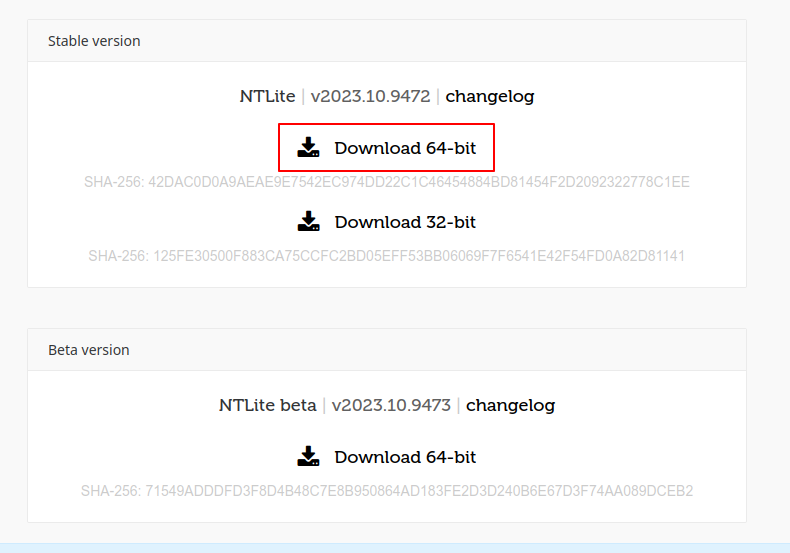 Stable version
NTLite | v2023.10.9472 | changelog
Download 64-bit
SHA-256: 42DAC0D0A9AEAE9E7542EC974DD22C1C46454884BD81454F2D2092322778C1EE
Download 32-bit
SHA-256: 125FE30500F883CA75CCFC2BD05EFF53BB06069F7F6541E42F54FD0A82D81141
Beta version
NTLite beta | v2023.10.9473 | changelog
Download 64-bit
SHA-256: 71549ADDDFD3F8D4B48C7E8B950864AD183FE2D3D240B6E67D3F74AA089DCEB2